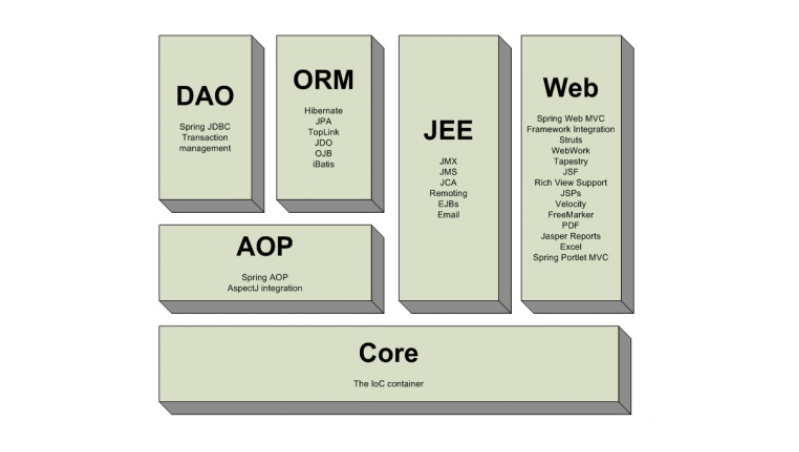 DAO
Spring JDBC
Transaction
management
ORM
Hibernate
JPA
TopLink
JDO
OJB
iBatis
JEE
JMX
JMS
JCA
Remoting
EJBs
Email
Web
Spring Web MVC
Framework Integration
Struts
WebWork
Tapestry
JSF
Rich View Support
JSPs
Velocity
FreeMarker
PDF
Jasper Reports
Excel
Spring Portlet MVC
AOP
Spring AOP
AspectJ integration
Core
The IoC container